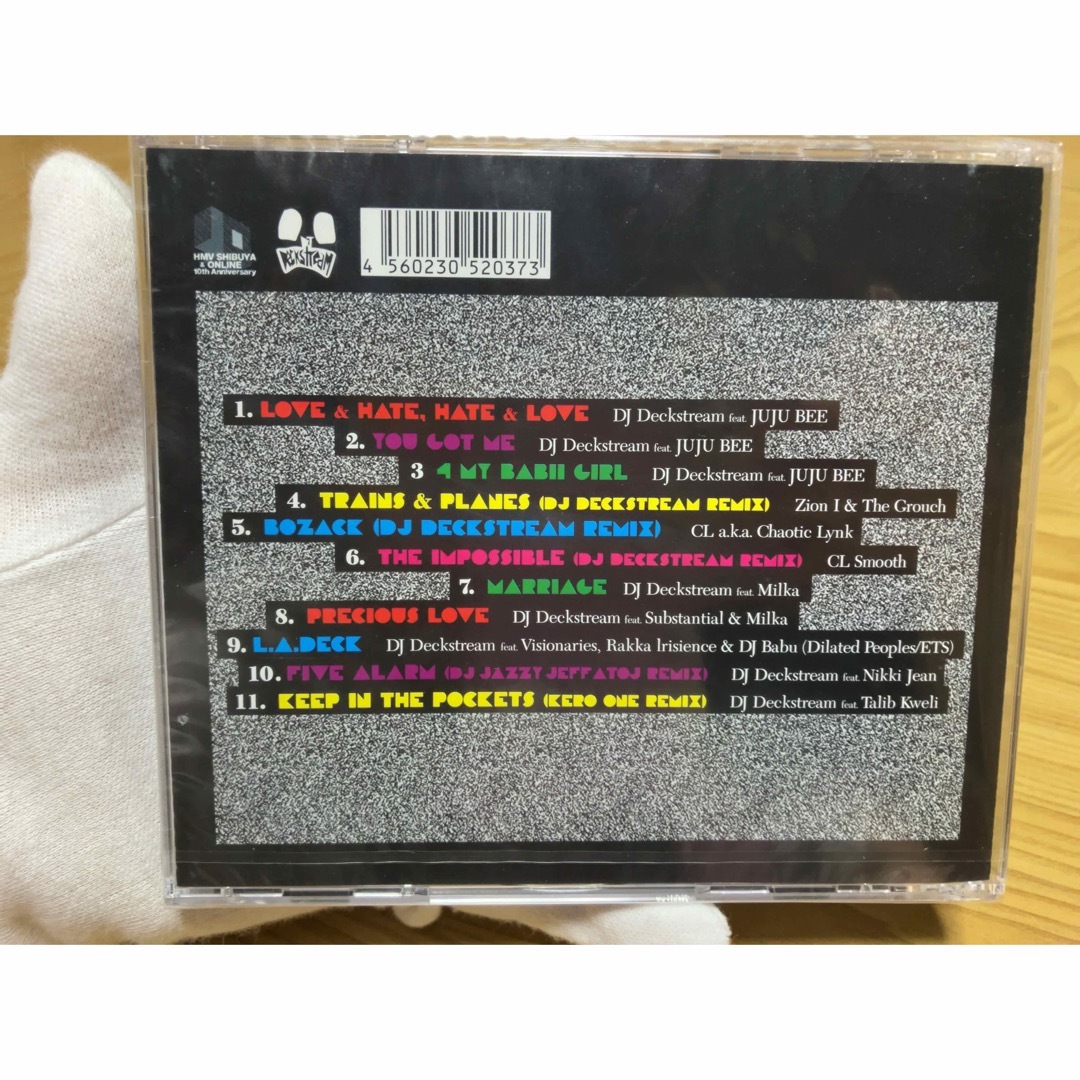 HMV SHIBUYA
& ONLINE
10th Anniversary
DJ
Deckstream
4 560230 520373
1. LOVE & HATE, HATE & LOVE DJ Deckstream feat. JUJU BEE
2. YOU GOT ME DJ Deckstream feat. JUJU BEE
3 4 MY BABII GIRL DJ Deckstream feat. JUJU BEE
4. TRAINS & PLANES (DJ DECKSTREAM REMIX) Zion I & The Grouch
5. BOZACK (DJ DECKSTREAM REMIX) CL a.k.a. Chaotic Lynk
6. THE IMPOSSIBLE (DJ DECKSTREAM REMIX) CL Smooth
7. MARRIAGE DJ Deckstream feat. Milka
8. PRECIOUS LOVE DJ Deckstream feat. Substantial & Milka
9. L.A.DECK DJ Deckstream feat. Visionaries, Rakka Irisience & DJ Babu (Dilated Peoples/ETS)
10. FIVE ALARM (DJ JAZZY JEFF ATOJ REMIX) DJ Deckstream feat. Nikki Jean
11. KEEP IN THE POCKETS (KERO ONE REMIX) DJ Deckstream feat. Talib Kweli